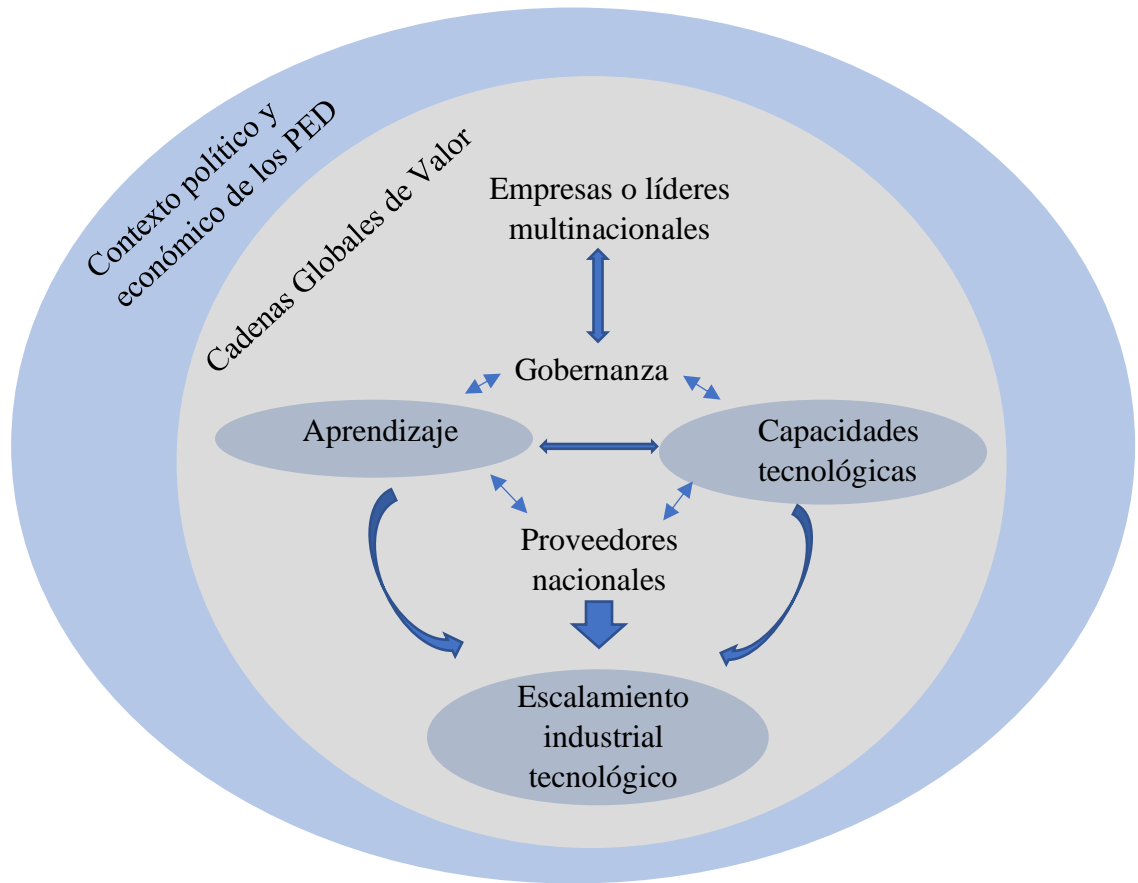 Contexto político y
económico de los PED
Cadenas Globales de Valor
Empresas o líderes
multinacionales
Gobernanza
Aprendizaje
Capacidades
tecnológicas
Proveedores
nacionales
Escalamiento
industrial
tecnológico